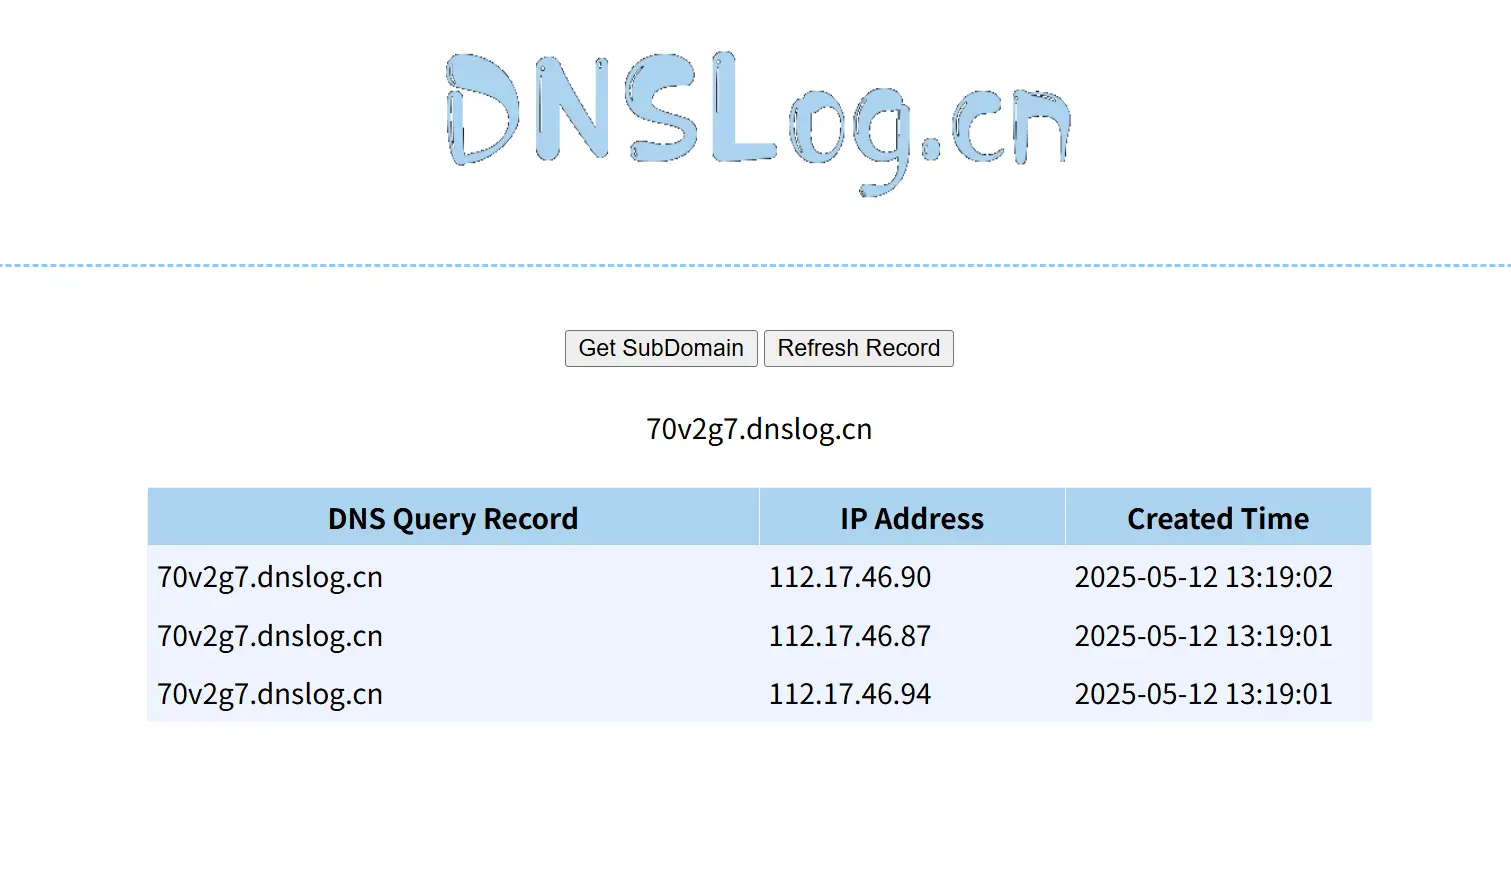 DNSLog.cn
Get SubDomain Refresh Record
70v2g7.dnslog.cn
DNS Query Record IP Address Created Time
70v2g7.dnslog.cn 112.17.46.90 2025-05-12 13:19:02
70v2g7.dnslog.cn 112.17.46.87 2025-05-12 13:19:01
70v2g7.dnslog.cn 112.17.46.94 2025-05-12 13:19:01